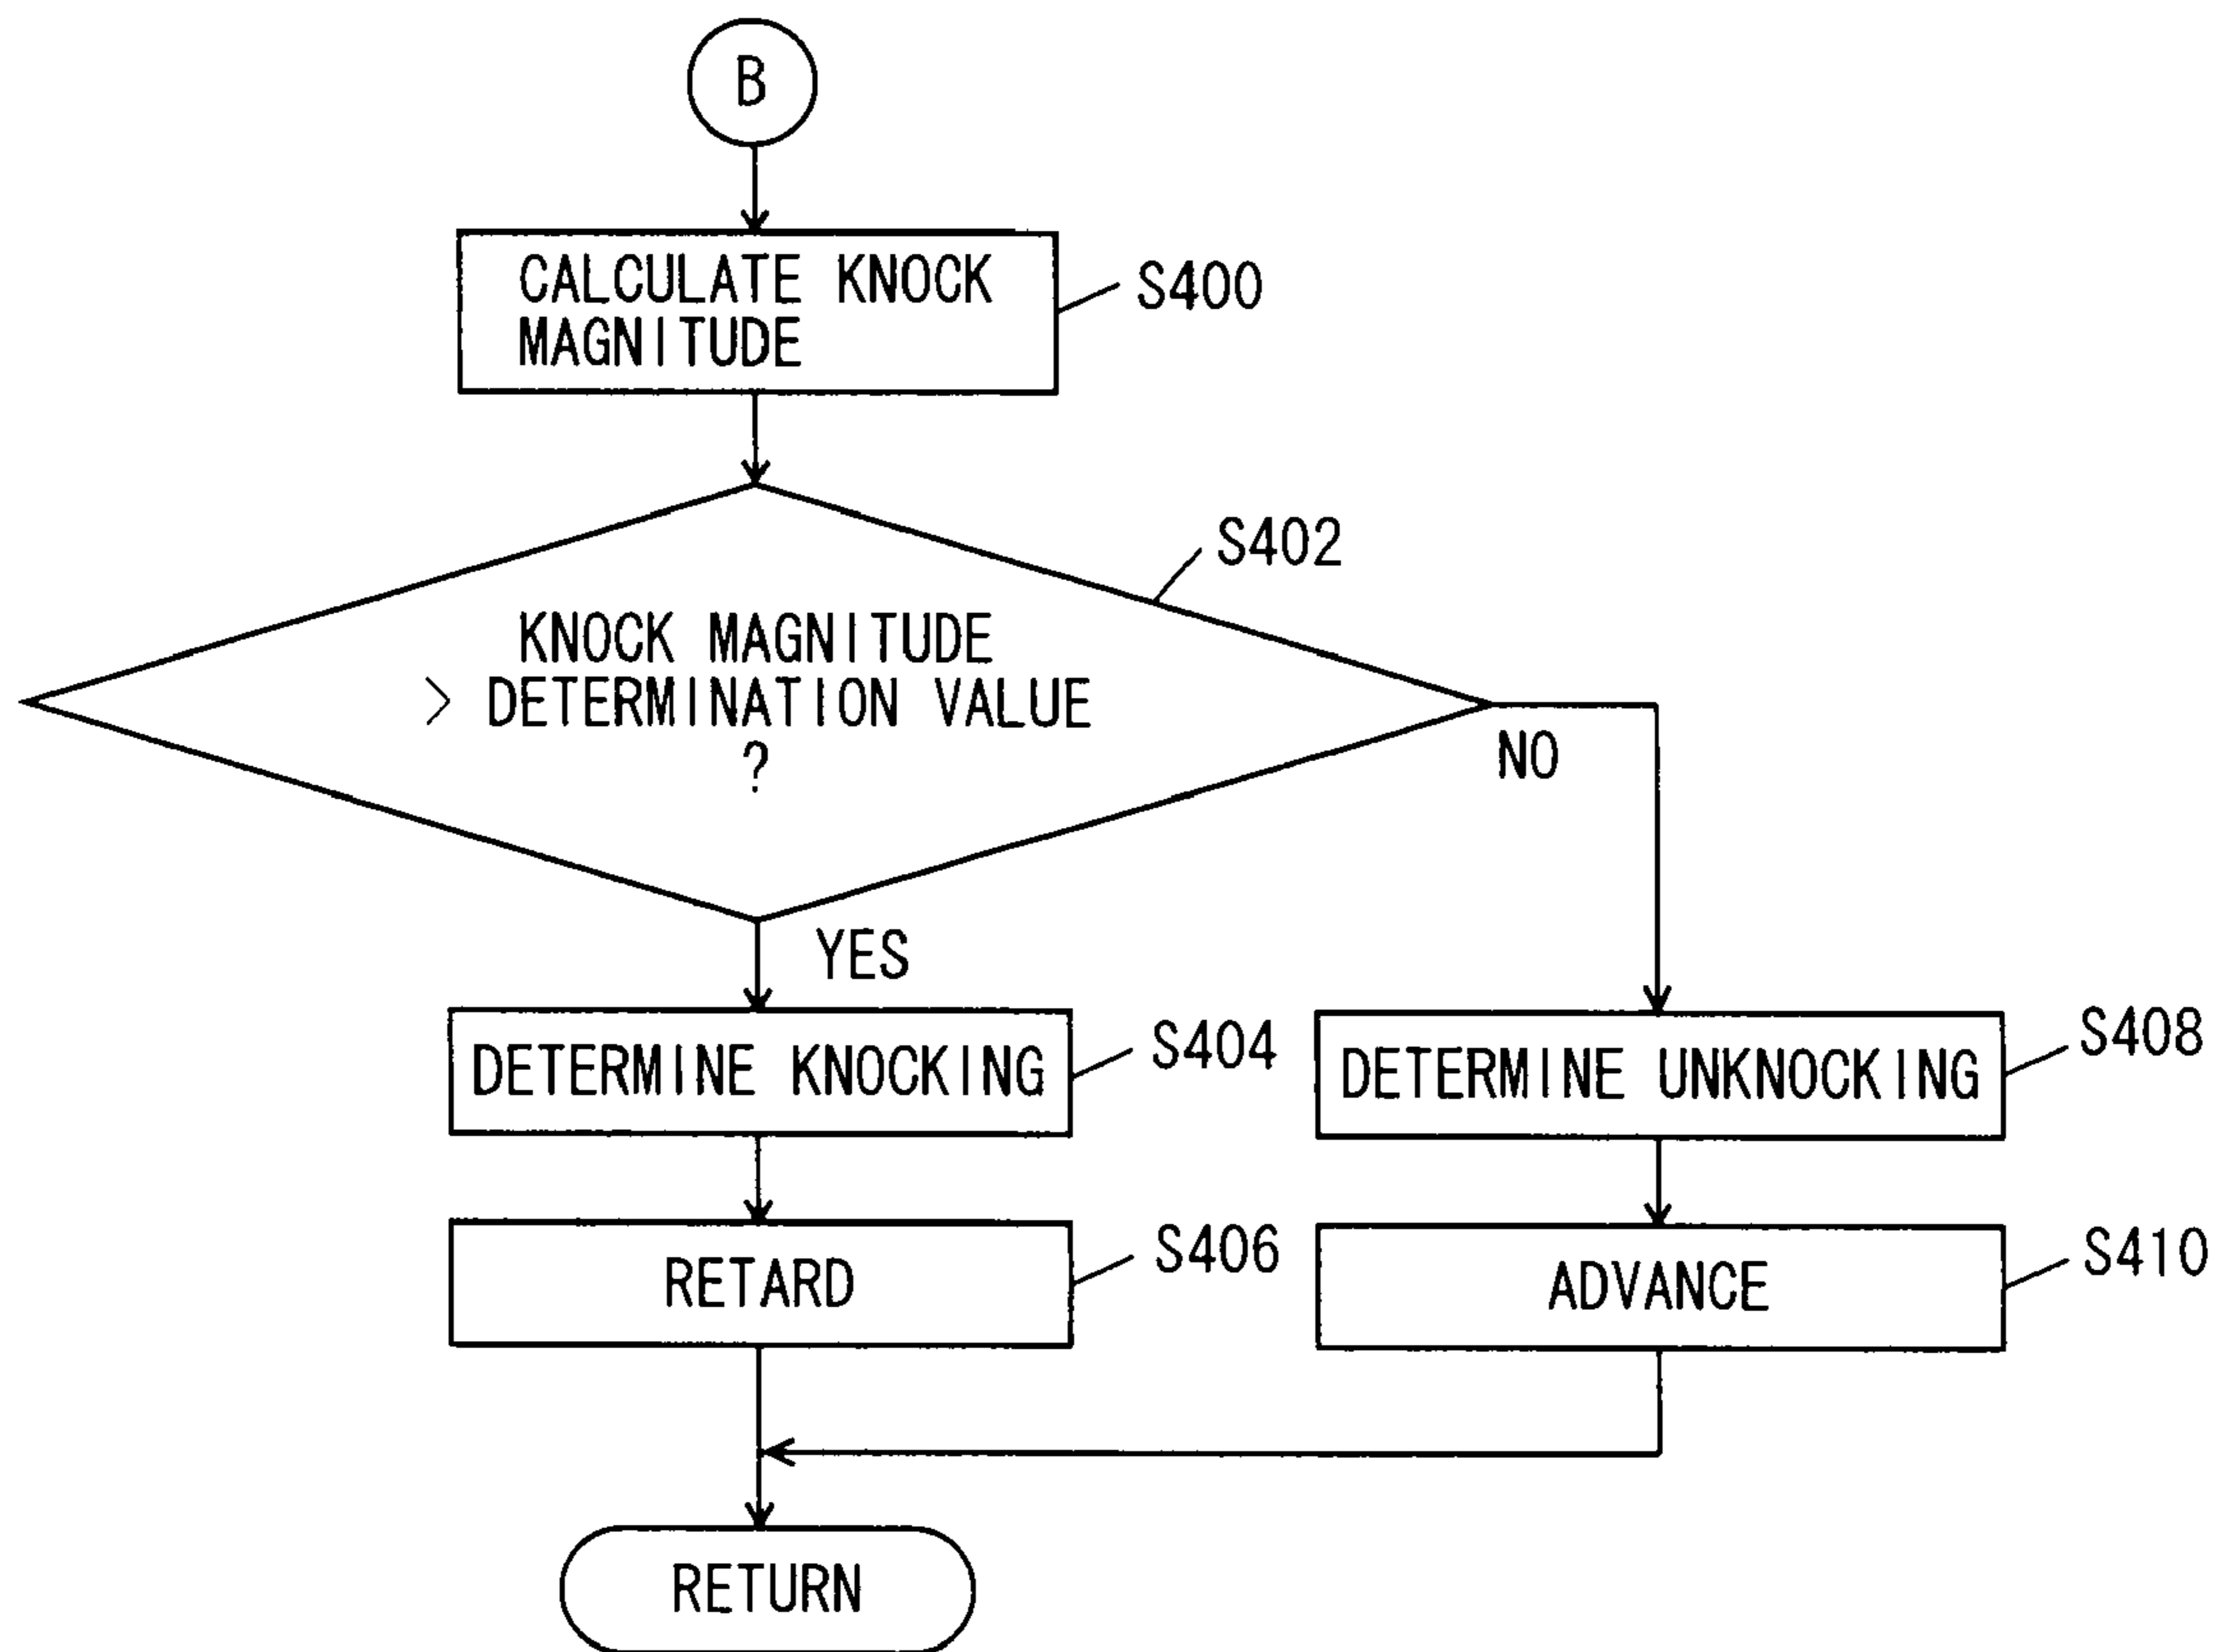 B
CALCULATE KNOCK
MAGNITUDE
S400
S402
KNOCK MAGNITUDE
> DETERMINATION VALUE
?
NO
YES
DETERMINE KNOCKING
S404
DETERMINE UNKNOCKING
S408
RETARD
S406
ADVANCE
S410
RETURN